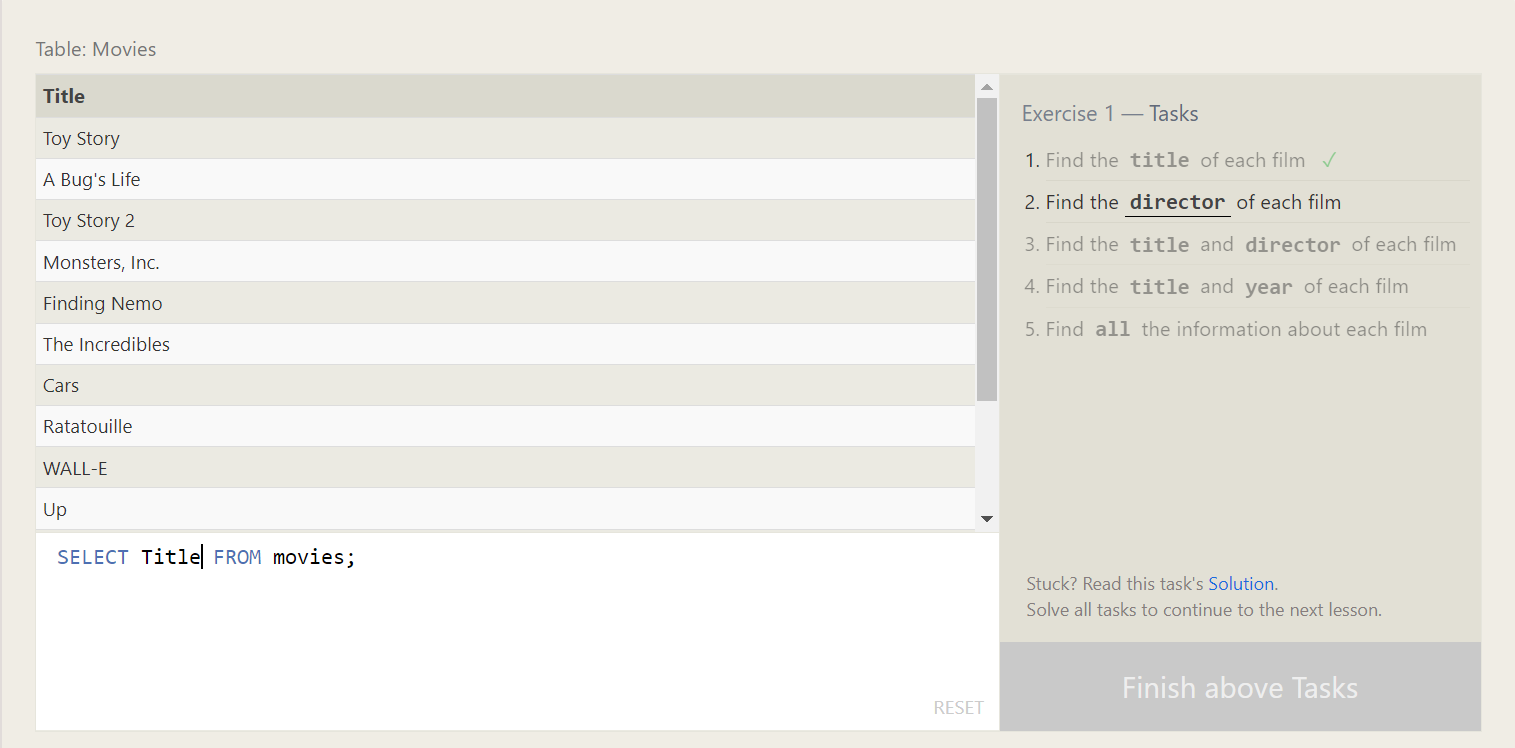 Table: Movies
Title
Toy Story
A Bug's Life
Toy Story 2
Monsters, Inc.
Finding Nemo
The Incredibles
Cars
Ratatouille
WALL-E
Up
SELECT Title FROM movies;
RESET
Exercise 1 — Tasks
1. Find the title of each film ✓
2. Find the director of each film
3. Find the title and director of each film
4. Find the title and year of each film
5. Find all the information about each film
Stuck? Read this task's Solution.
Solve all tasks to continue to the next lesson.
Finish above Tasks